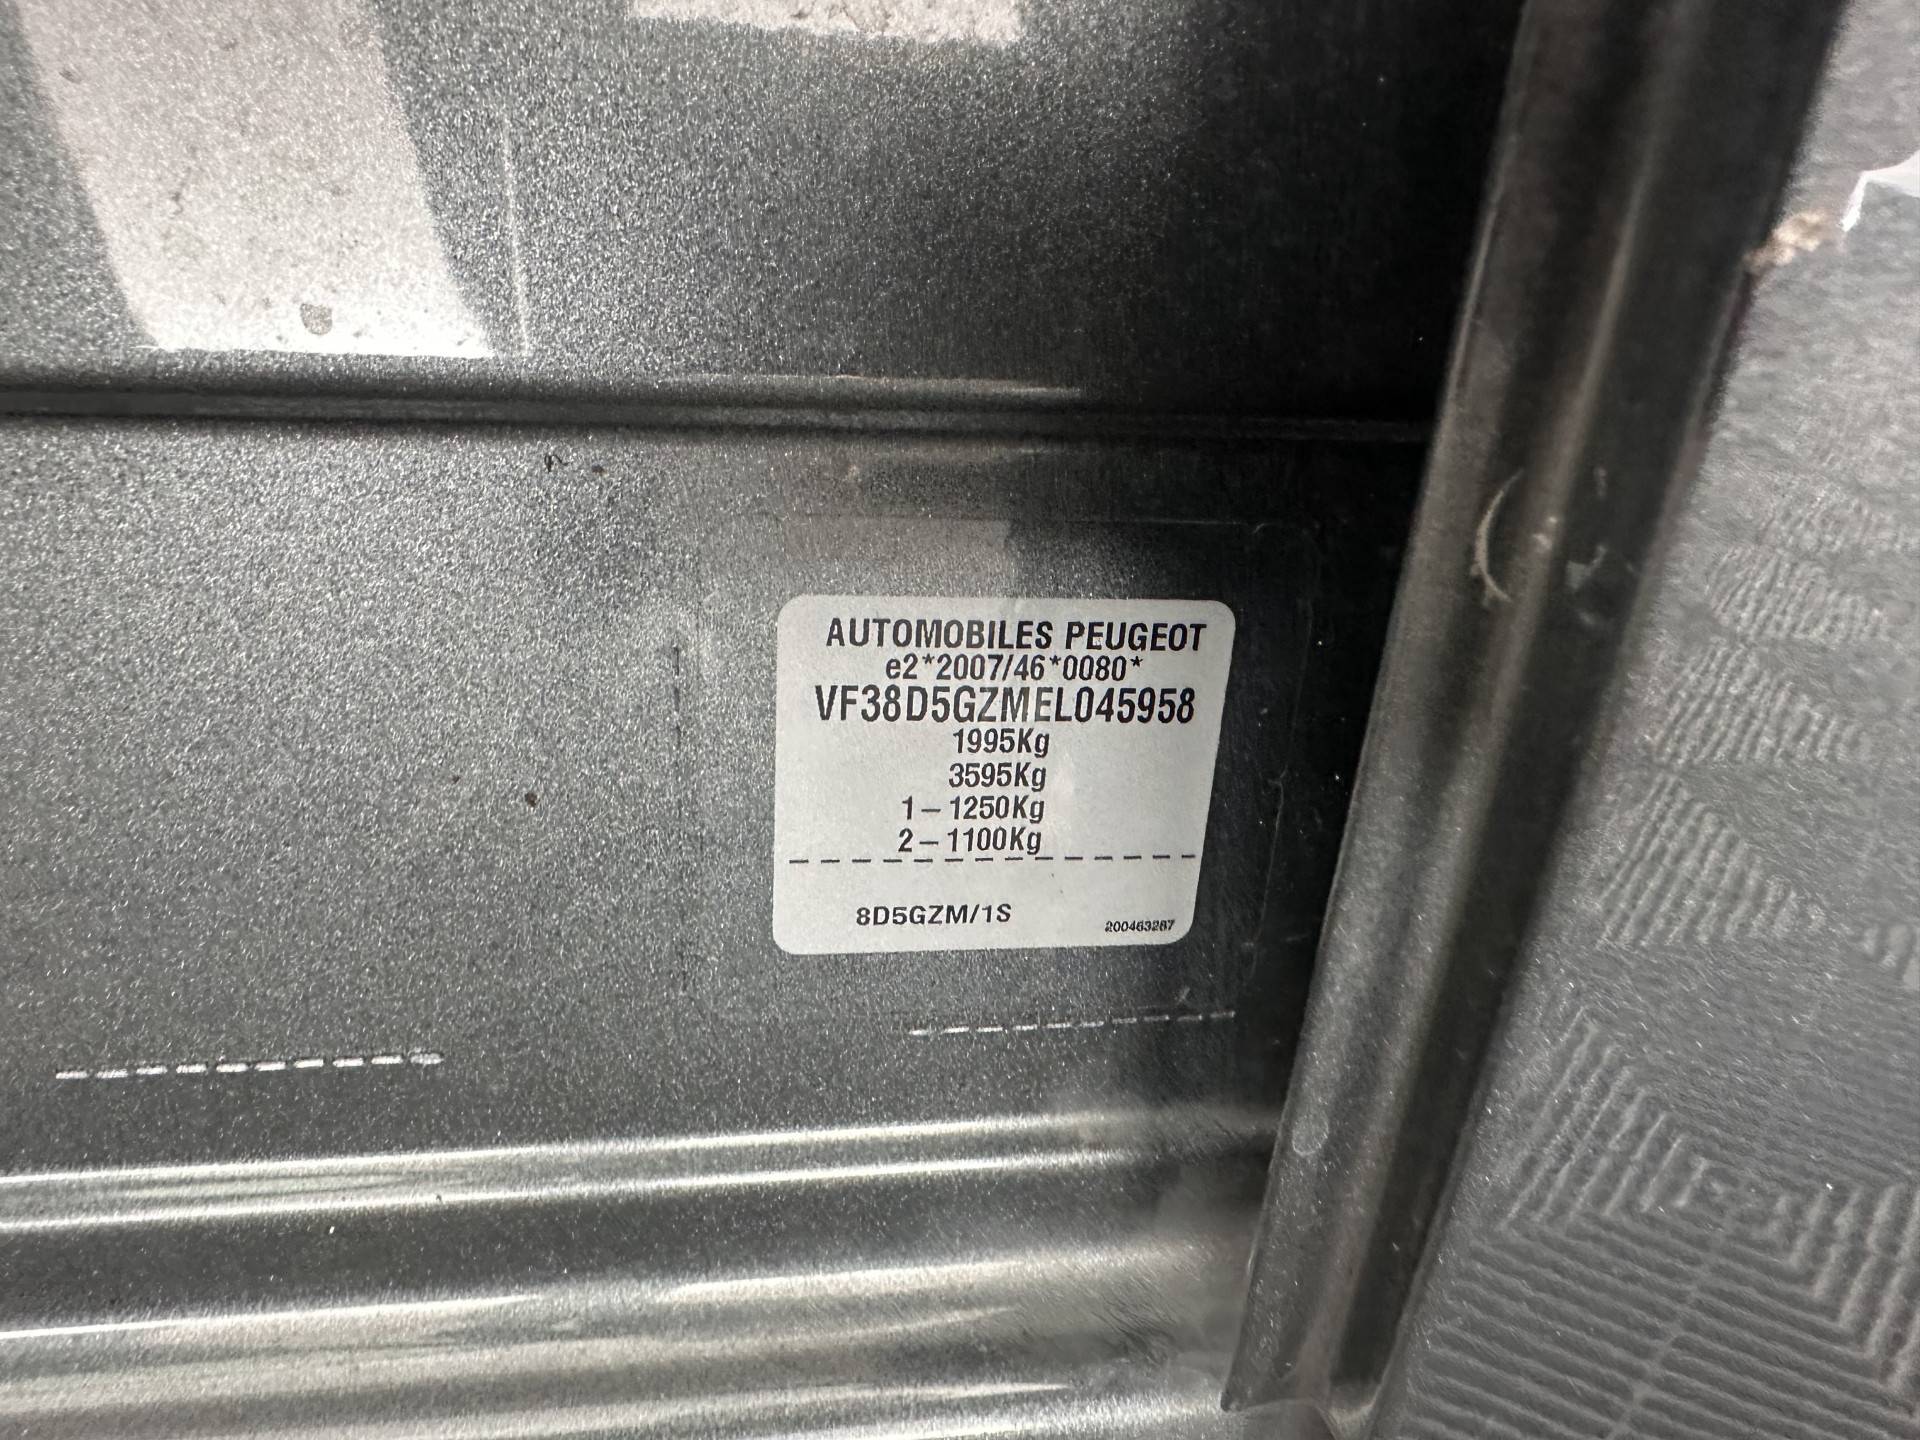 AUTOMOBILES PEUGEOT
e2*2007/46*0080*
VF38D5GZMEL045958
1995Kg
3595Kg
1–1250Kg
2–1100Kg
8D5GZM/1S
200463287